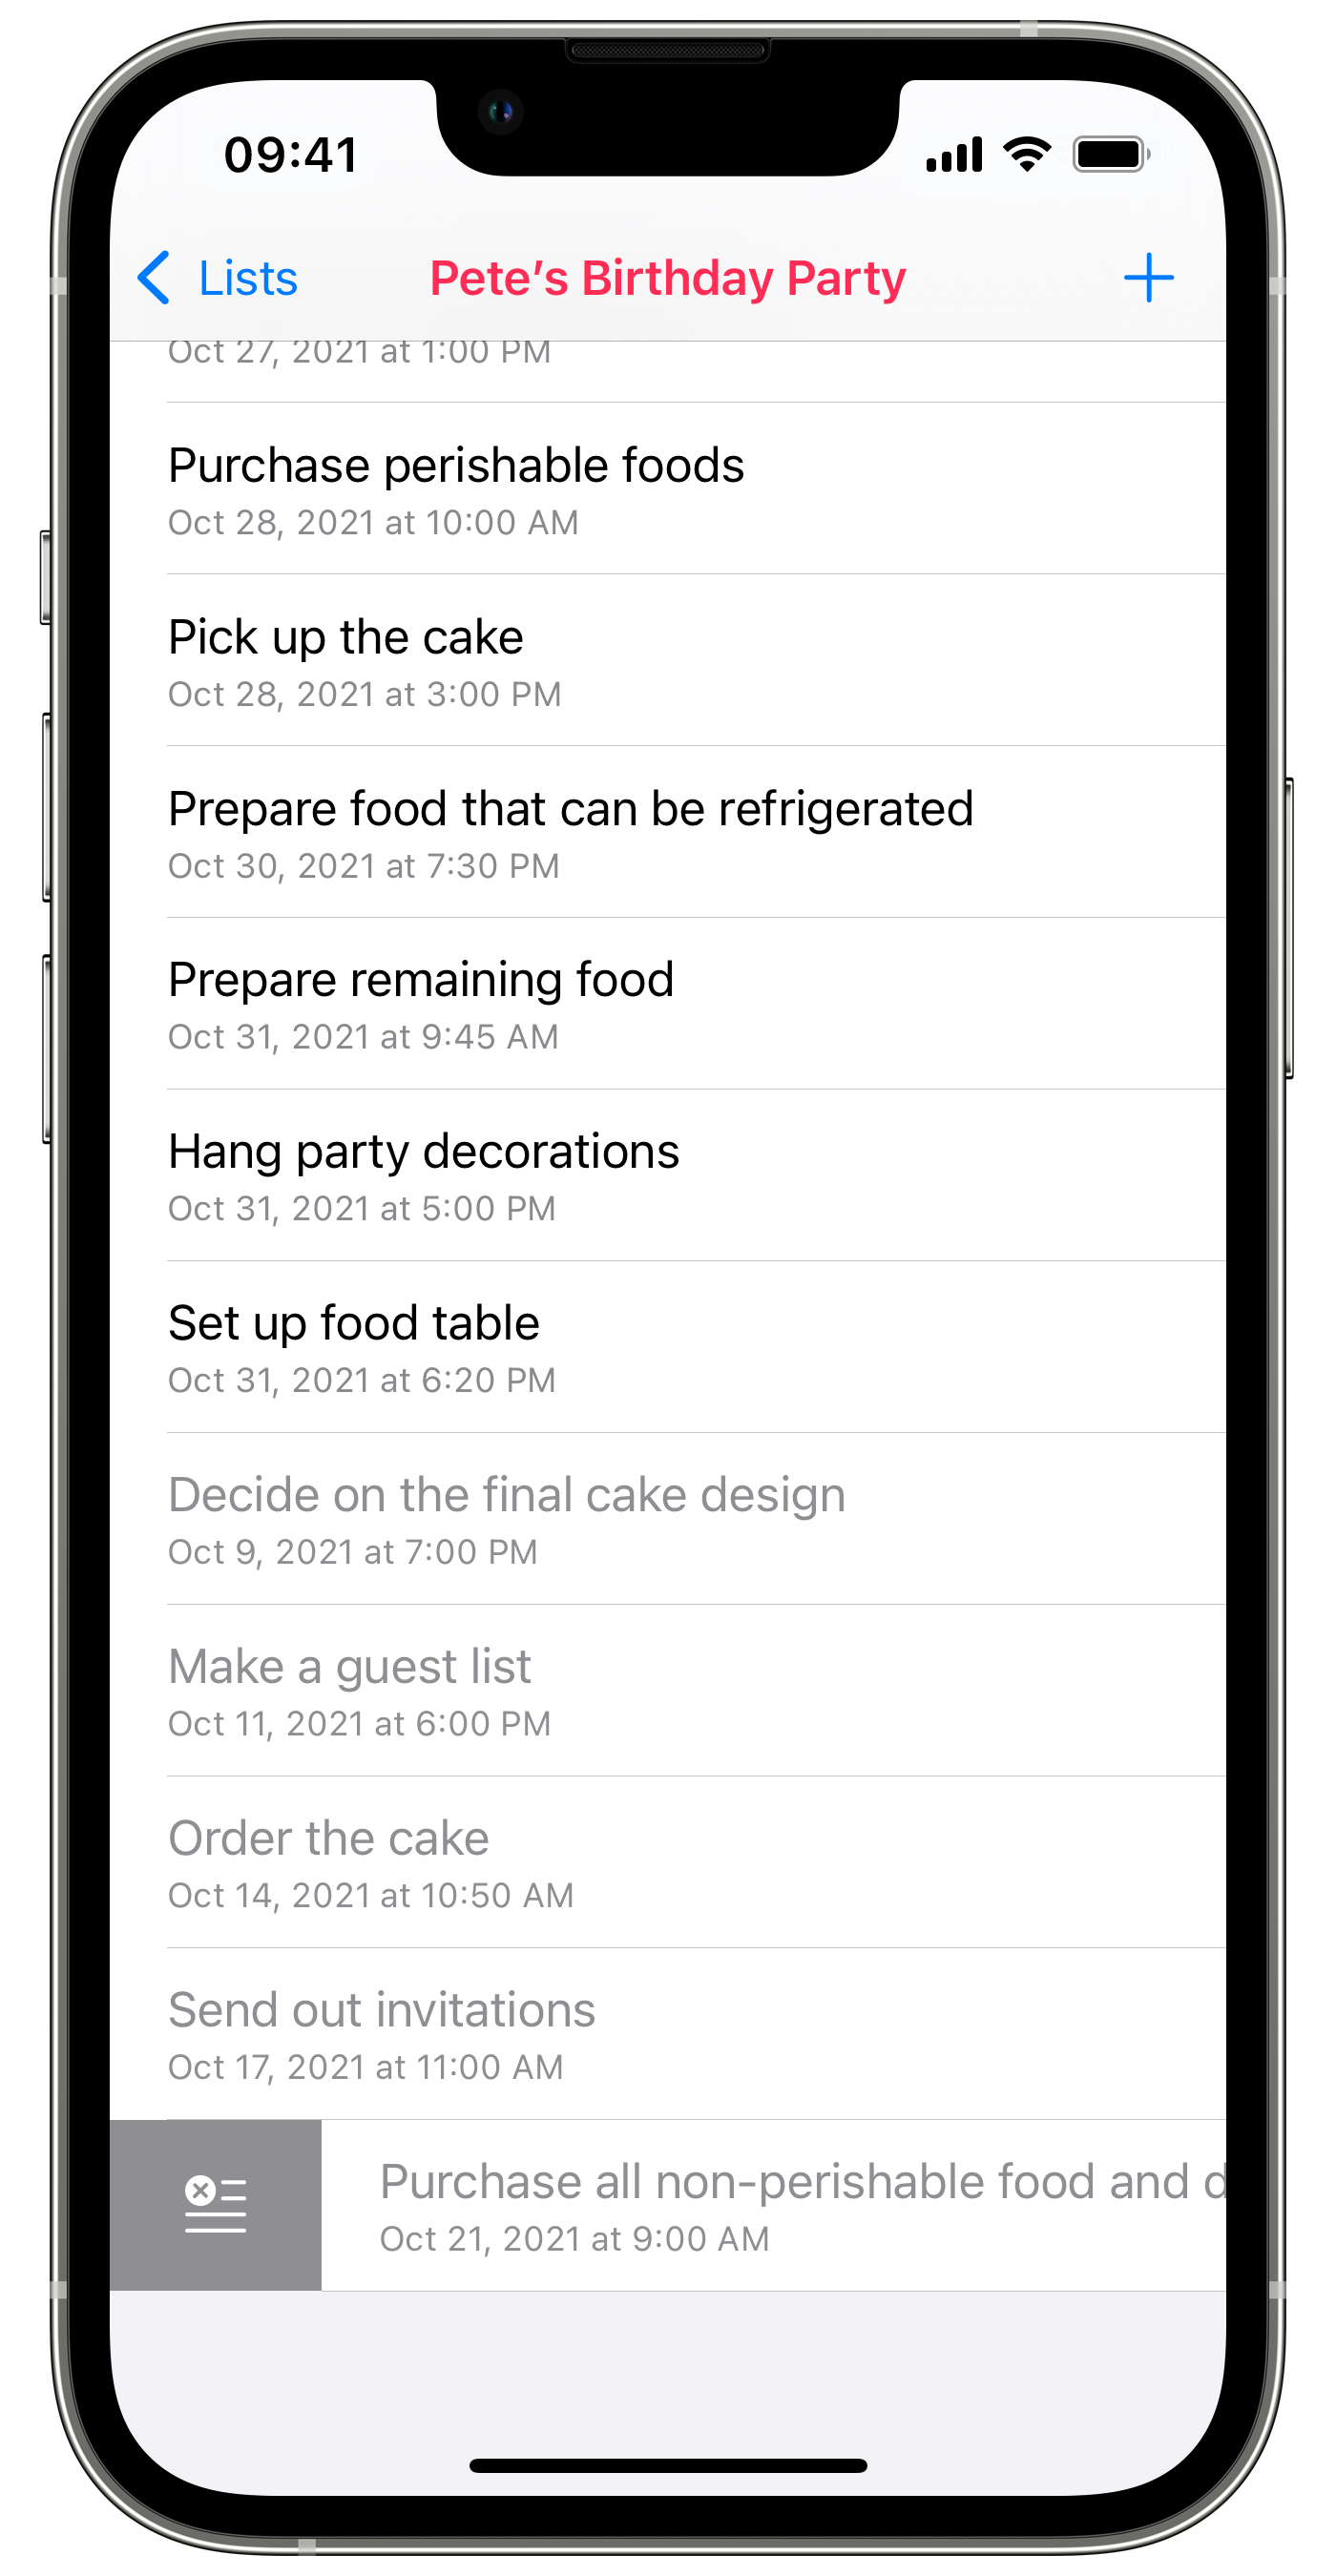 09:41
Lists
Pete’s Birthday Party
Oct 27, 2021 at 1:00 PM
Purchase perishable foods
Oct 28, 2021 at 10:00 AM
Pick up the cake
Oct 28, 2021 at 3:00 PM
Prepare food that can be refrigerated
Oct 30, 2021 at 7:30 PM
Prepare remaining food
Oct 31, 2021 at 9:45 AM
Hang party decorations
Oct 31, 2021 at 5:00 PM
Set up food table
Oct 31, 2021 at 6:20 PM
Decide on the final cake design
Oct 9, 2021 at 7:00 PM
Make a guest list
Oct 11, 2021 at 6:00 PM
Order the cake
Oct 14, 2021 at 10:50 AM
Send out invitations
Oct 17, 2021 at 11:00 AM
Purchase all non-perishable food and
Oct 21, 2021 at 9:00 AM